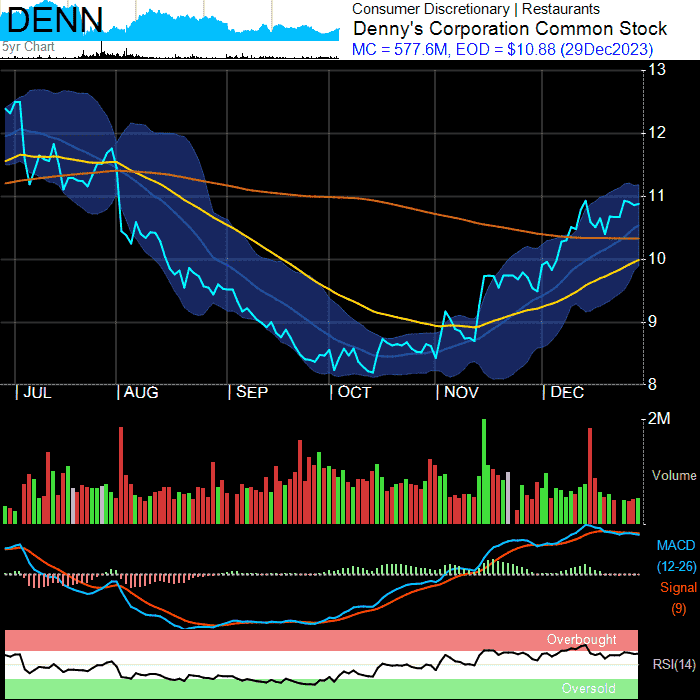 DENN
5yr Chart
Consumer Discretionary | Restaurants
Denny's Corporation Common Stock
MC = 577.6M, EOD = $10.88 (29Dec2023)
13
12
11
10
9
8
| JUL | AUG | SEP | OCT | NOV | DEC
2M
Volume
MACD
(12-26)
Signal
(9)
Overbought
RSI(14)
Oversold